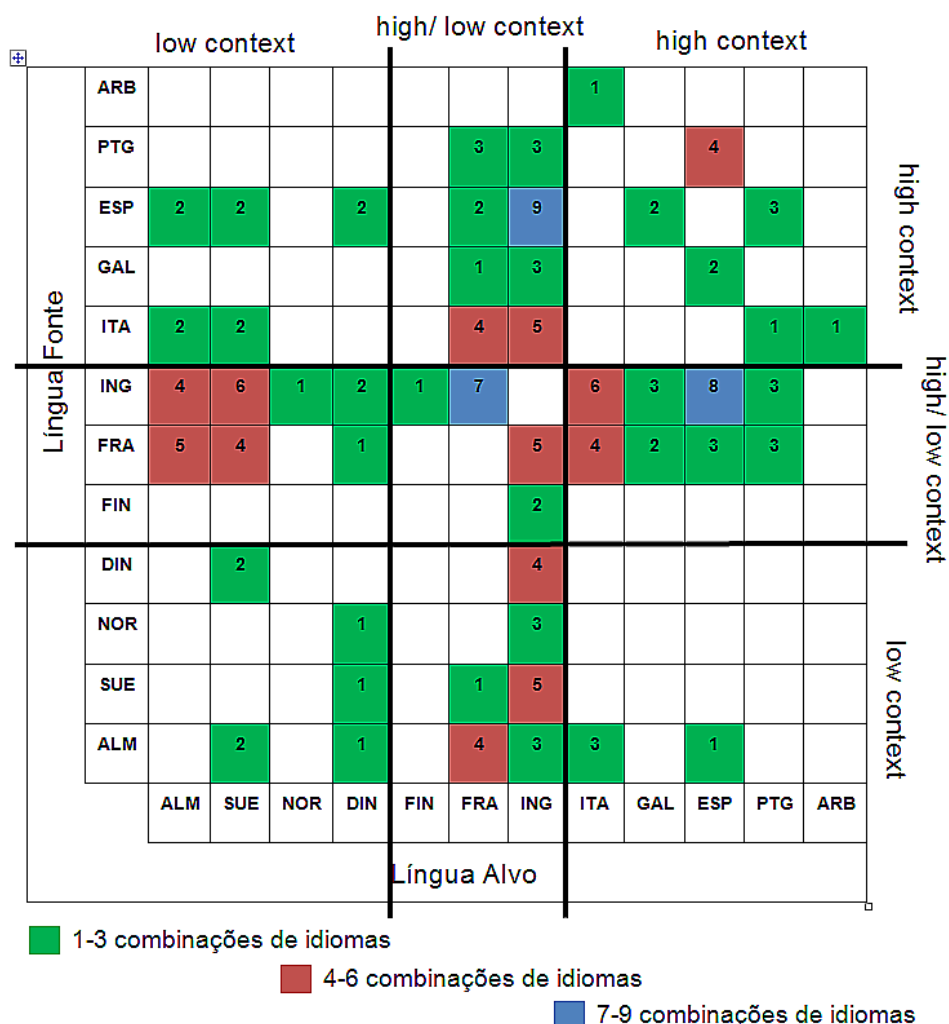 low context high/ low context high context
ARB 1
PTG 3 3 4
ESP 2 2 2 2 9 2 3
GAL 1 3 2
ITA 2 2 4 5 1 1
ING 4 6 1 2 1 7 6 3 8 3
FRA 5 4 1 5 4 2 3 3
FIN 2
DIN 2 4
NOR 1 3
SUE 1 1 5
ALM 2 1 4 3 3 1
ALM SUE NOR DIN FIN FRA ING ITA GAL ESP PTG ARB
Língua Fonte
Língua Alvo
high context
high/ low context
low context
1-3 combinações de idiomas
4-6 combinações de idiomas
7-9 combinações de idiomas